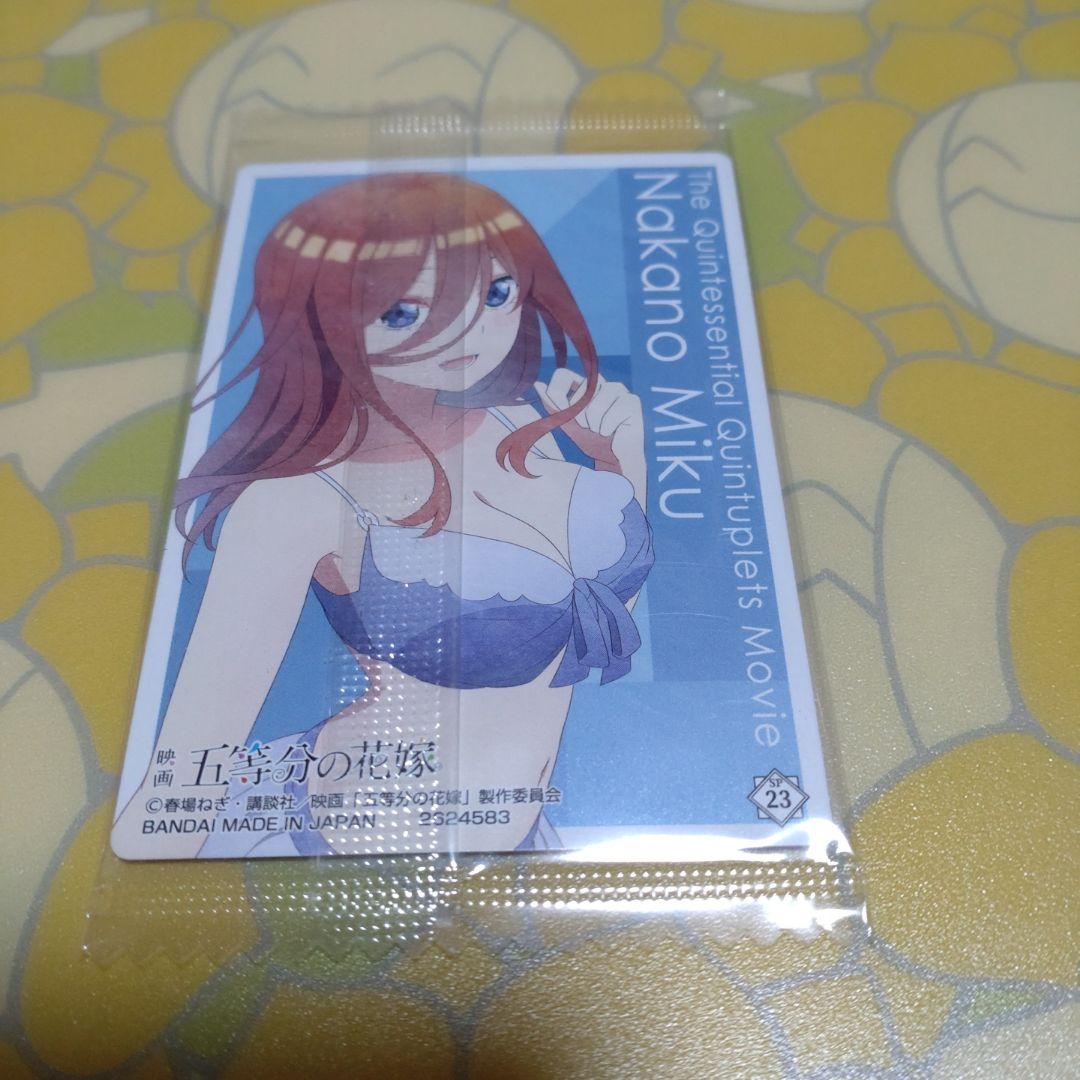 The Quintessential Quintuplets Movie
Nakano Miku
映画 五等分の花嫁
©春場ねぎ・講談社／映画「五等分の花嫁」製作委員会
BANDAI MADE IN JAPAN 2624583
SP
23